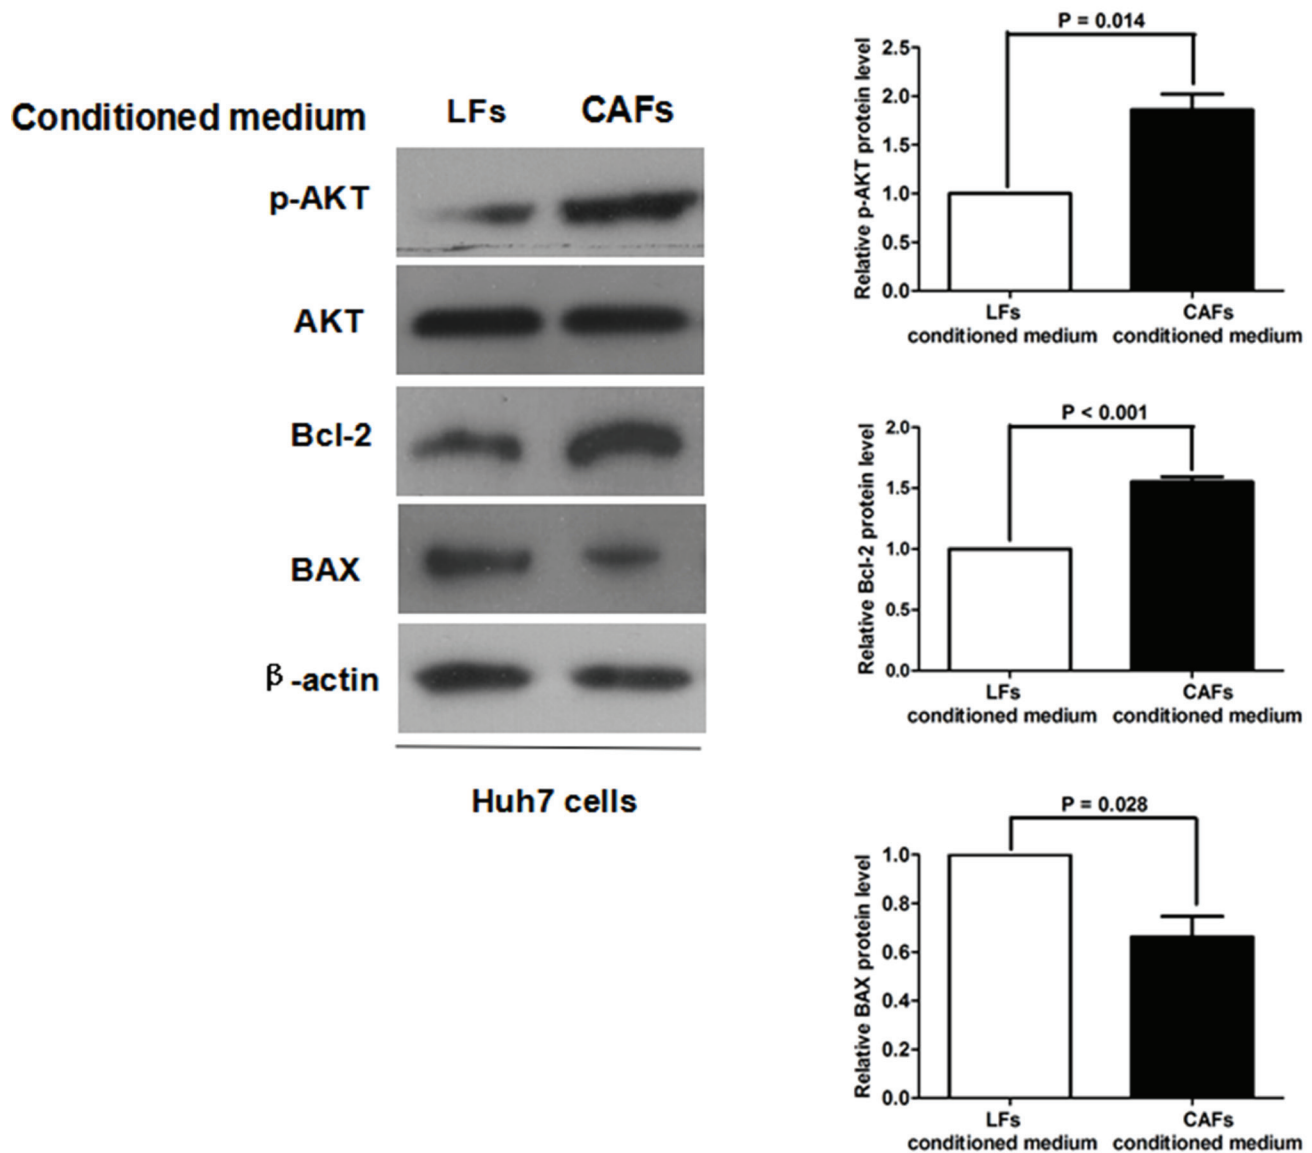 Conditioned medium LFs CAFs
p-AKT
AKT
Bcl-2
BAX
β-actin
Huh7 cells
P = 0.014
Relative p-AKT protein level
2.5
2.0
1.5
1.0
0.5
0.0
LFs CAFs
conditioned medium conditioned medium
P < 0.001
Relative Bcl-2 protein level
2.0
1.5
1.0
0.5
0.0
LFs CAFs
conditioned medium conditioned medium
P = 0.028
Relative BAX protein level
1.0
0.8
0.6
0.4
0.2
0.0
LFs CAFs
conditioned medium conditioned medium